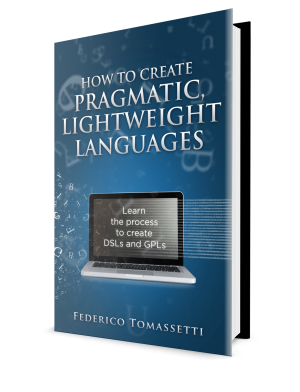 HOW TO CREATE
PRAGMATIC,
LIGHTWEIGHT
LANGUAGES
Learn
the process
to create
DSLs and GPLs
FEDERICO TOMASSETTI